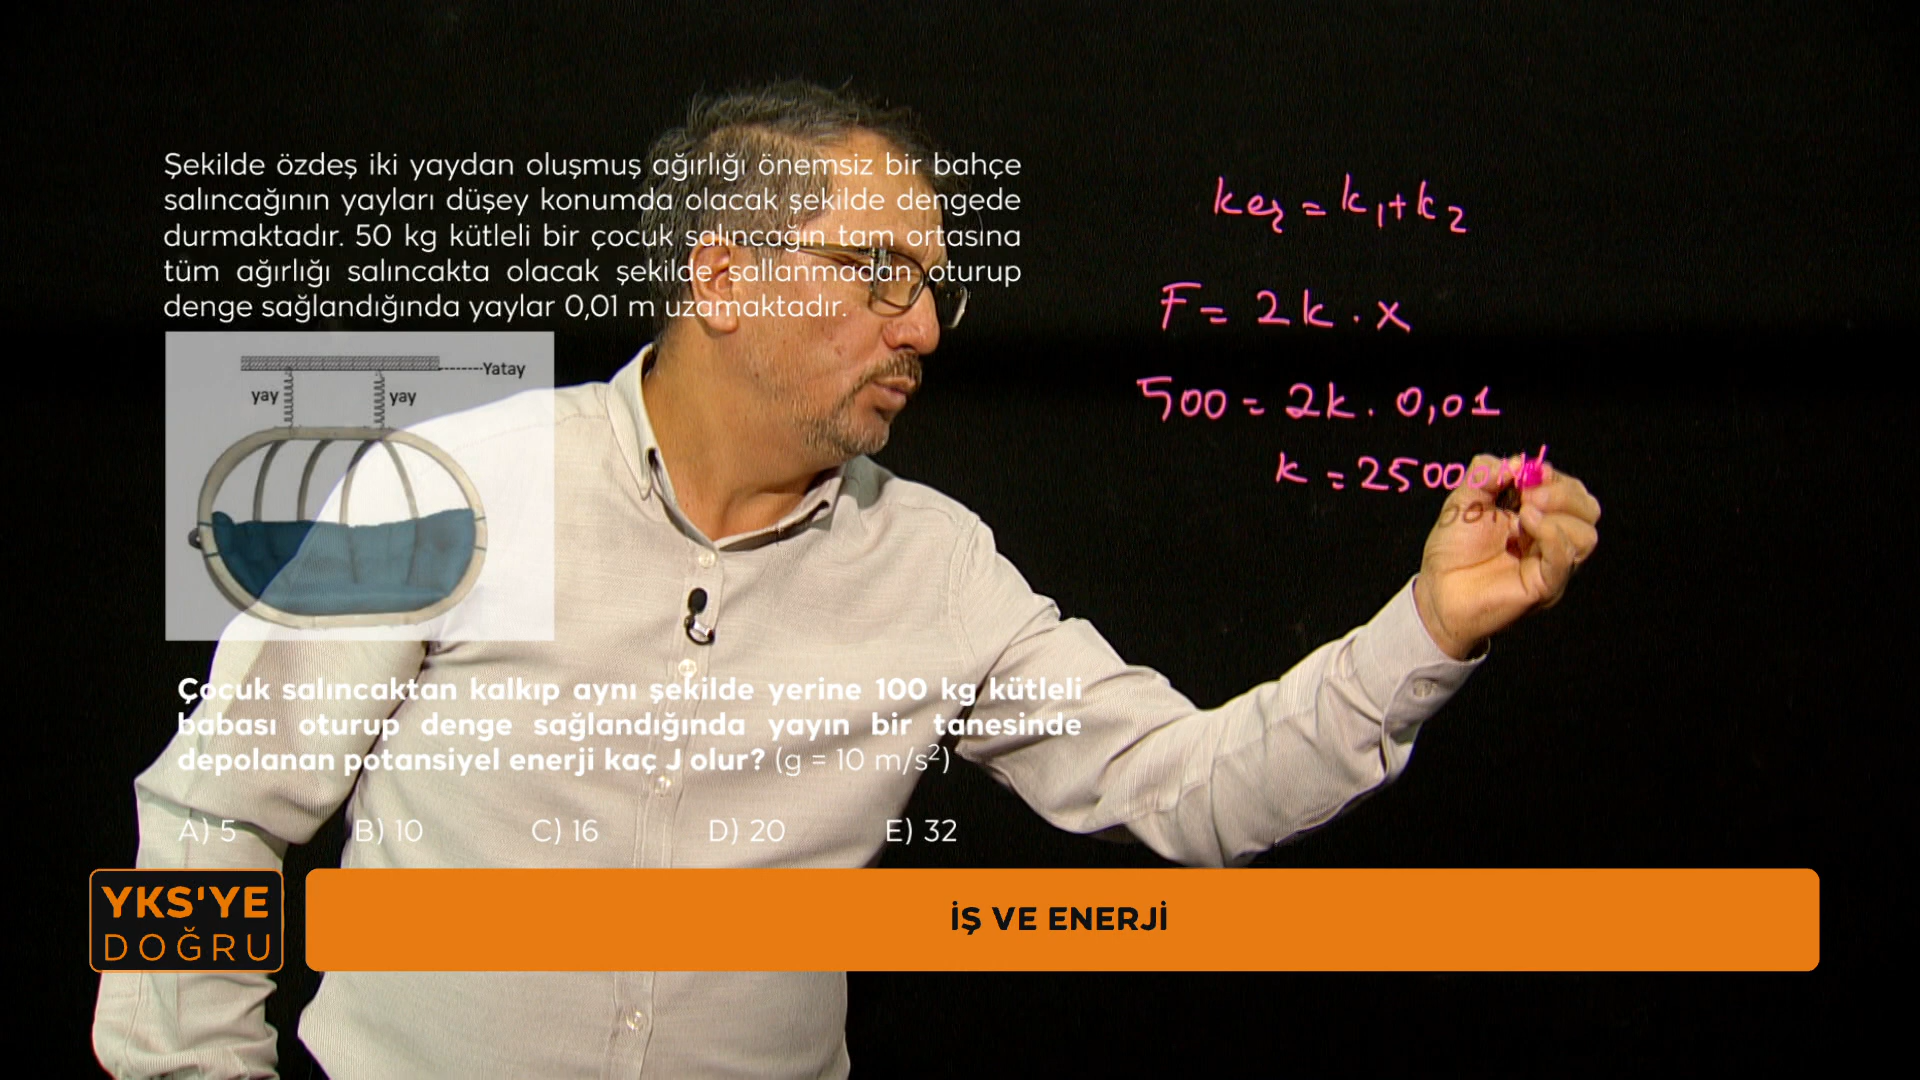 Şekilde özdeş iki yaydan oluşmuş ağırlığı önemsiz bir bahçe
salıncağının yayları düşey konumda olacak şekilde dengede
durmaktadır. 50 kg kütleli bir çocuk salıncağın tam ortasına
tüm ağırlığı salıncakta olacak şekilde sallanmadan oturup
denge sağlandığında yaylar 0,01 m uzamaktadır.
Yatay
yay
yay
Çocuk salıncaktan kalkıp aynı şekilde yerine 100 kg kütleli
babası oturup denge sağlandığında yayın bir tanesinde
depolanan potansiyel enerji kaç J olur? (g = 10 m/s²)
A) 5 B) 10 C) 16 D) 20 E) 32
keş = k₁+k₂
F = 2k . x
500 = 2k . 0,01
k = 25000
YKS'YE
DOĞRU
İŞ VE ENERJİ